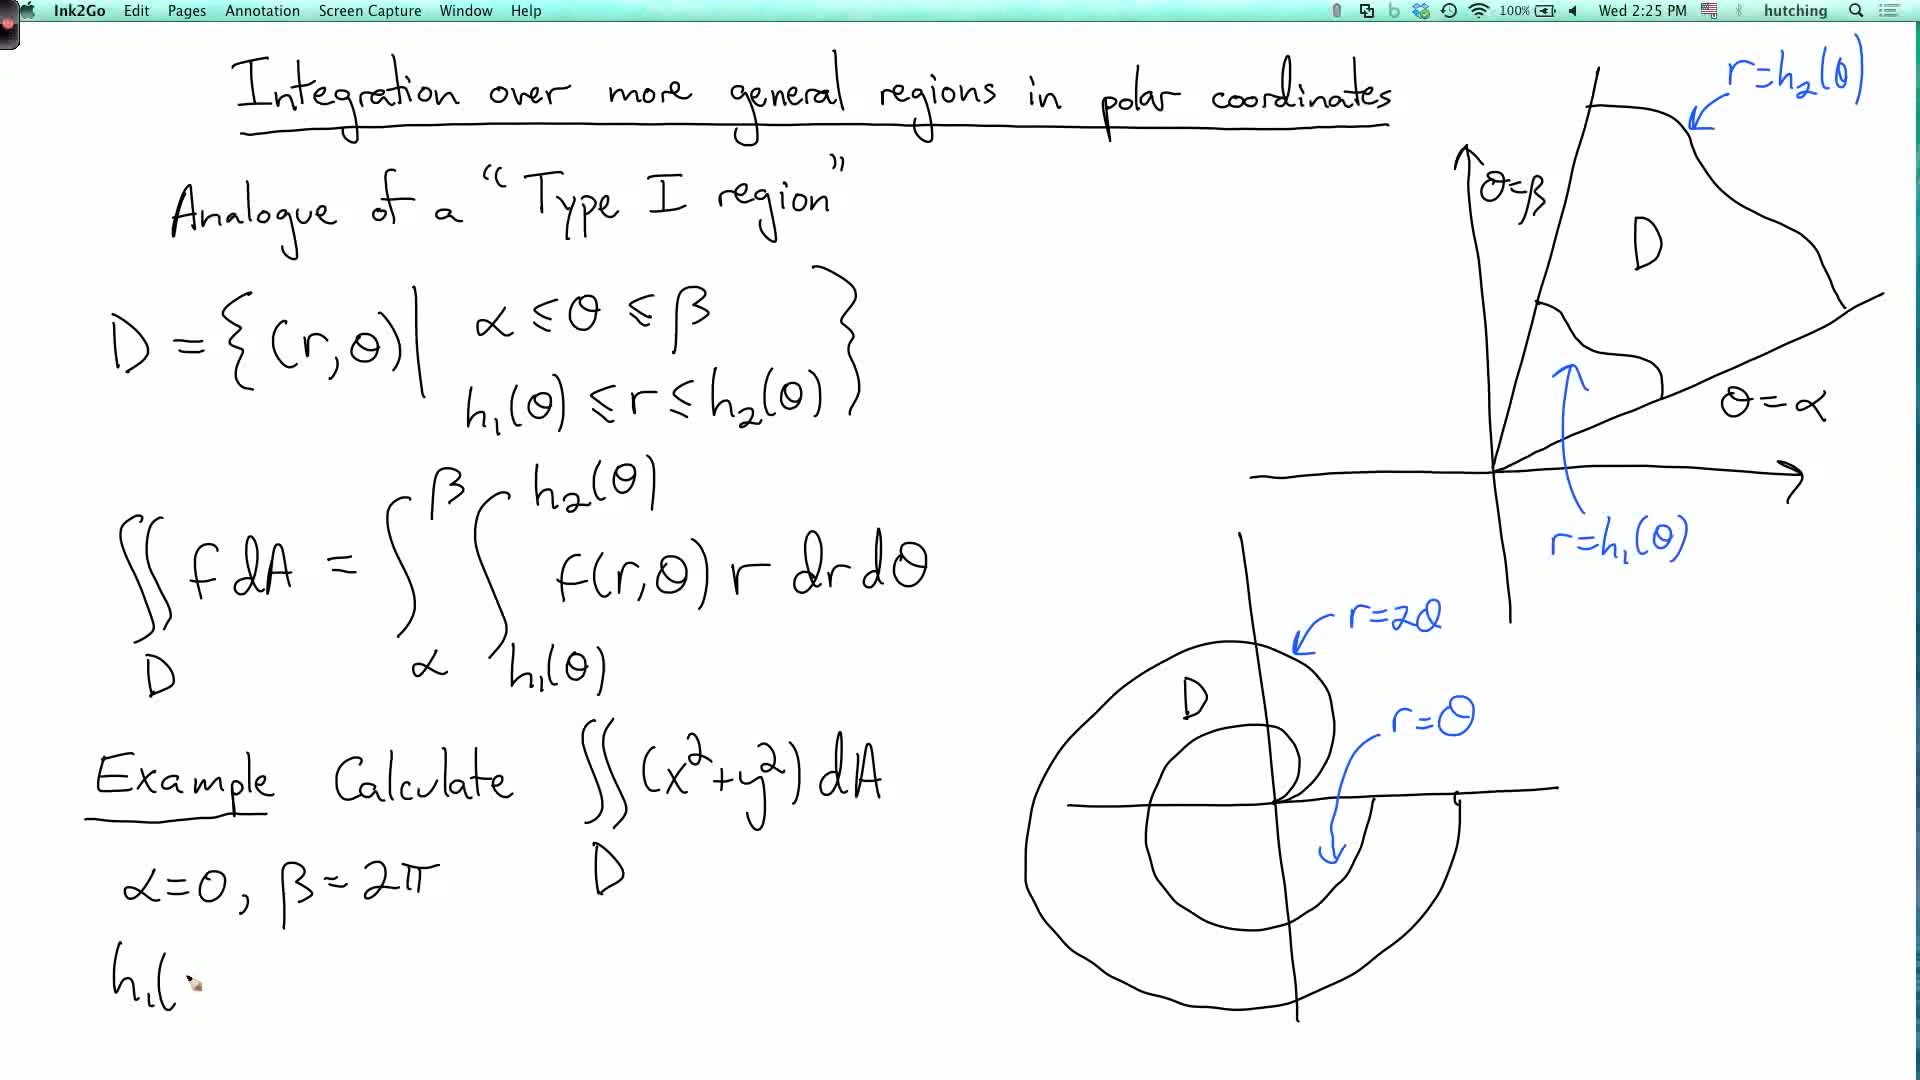 Ink2Go Edit Pages Annotation Screen Capture Window Help 100% Wed 2:25 PM hutching
Integration over more general regions in polar coordinates
Analogue of a “Type I region”
D = {(r,θ)| α ≤ θ ≤ β
h₁(θ) ≤ r ≤ h₂(θ)}
∬_D f dA = ∫_α^β ∫_{h₁(θ)}^{h₂(θ)} f(r,θ) r dr dθ
Example Calculate ∬_D (x²+y²) dA
α=0, β=2π
h₁(
r=h₂(θ)
θ=β
D
θ=α
r=h₁(θ)
r=2θ
D
r=θ